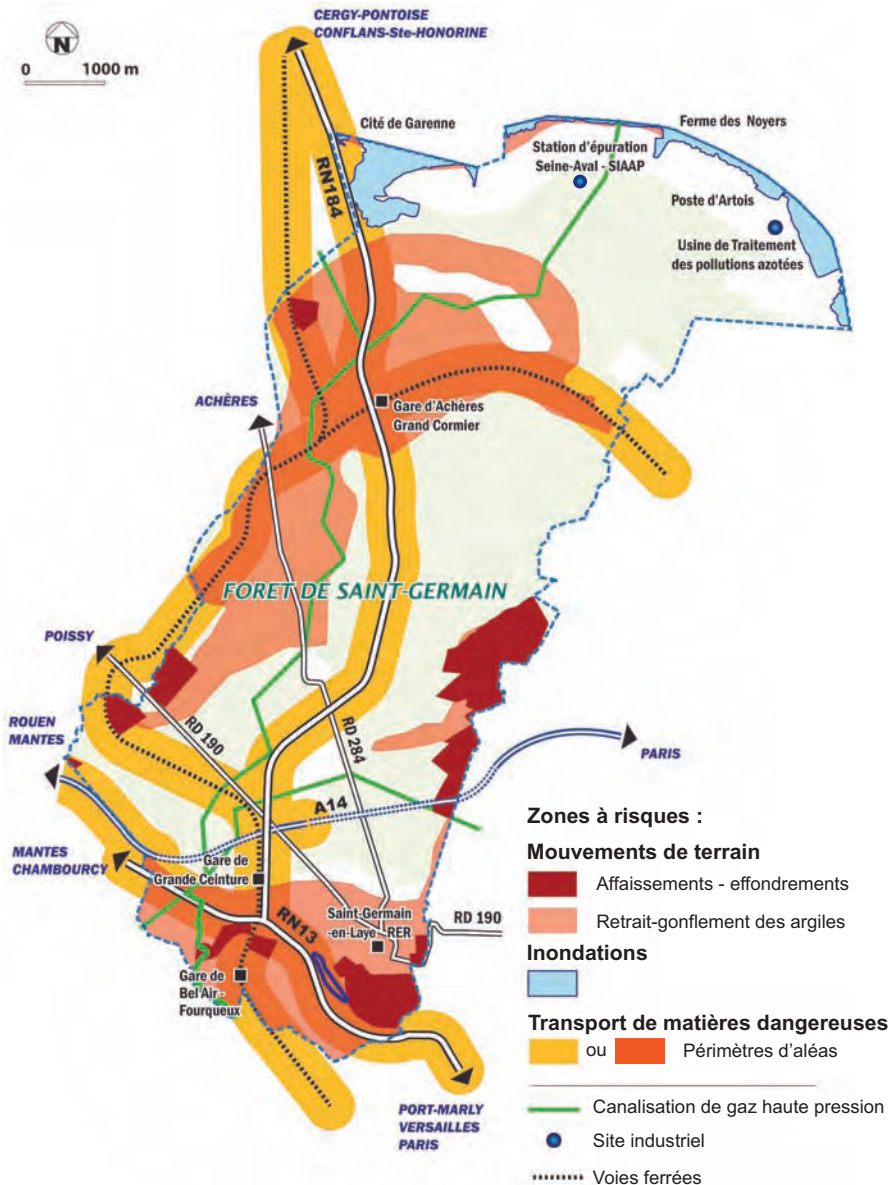 CERGY-PONTOISE
CONFLANS-Ste-HONORINE
N
0 1000 m
Cité de Garenne
Ferme des Noyers
Station d'épuration
Seine-Aval - SIAAP
RN184
Poste d'Artois
Usine de Traitement
des pollutions azotées
ACHÈRES
Gare d'Achères
Grand Cormier
FORET DE SAINT-GERMAIN
POISSY
RD 190
RD 284
ROUEN
MANTES
PARIS
A14
MANTES
CHAMBOURCY
Gare de
Grande Ceinture
Saint-Germain
-en-Laye RER
RD 190
RN13
Gare de
Bel Air -
Fourqueux
PORT-MARLY
VERSAILLES
PARIS
Zones à risques :
Mouvements de terrain
Affaissements - effondrements
Retrait-gonflement des argiles
Inondations
Transport de matières dangereuses
ou Périmètres d'aléas
Canalisation de gaz haute pression
Site industriel
Voies ferrées